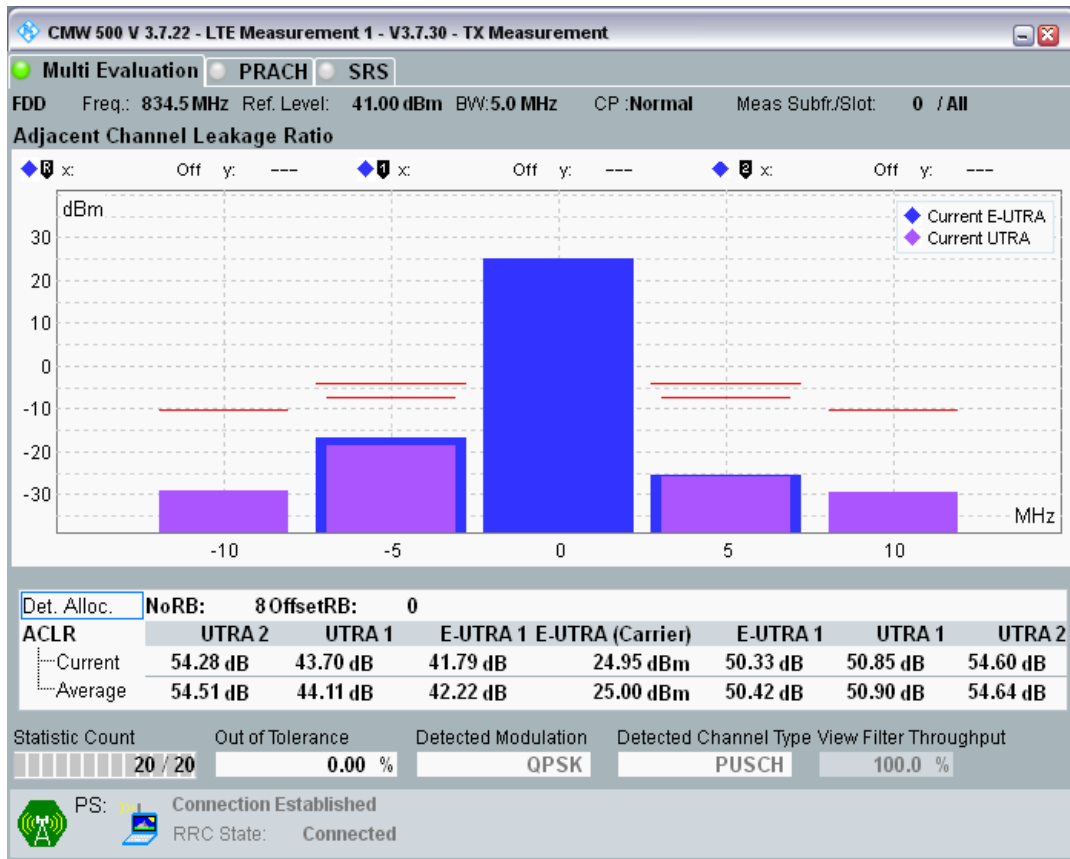 CMW 500 V 3.7.22 - LTE Measurement 1 - V3.7.30 - TX Measurement
Multi Evaluation PRACH SRS
FDD Freq.: 834.5 MHz Ref. Level: 41.00 dBm BW:5.0 MHz CP :Normal Meas Subfr./Slot: 0 / All
Adjacent Channel Leakage Ratio
R x: Off y: --- 1 x: Off y: --- 2 x: Off y: ---
dBm
Current E-UTRA
Current UTRA
30
20
10
0
-10
-20
-30
MHz
-10 -5 0 5 10
Det. Alloc. NoRB: 8 OffsetRB: 0
ACLR UTRA 2 UTRA 1 E-UTRA 1 E-UTRA (Carrier) E-UTRA 1 UTRA 1 UTRA 2
Current 54.28 dB 43.70 dB 41.79 dB 24.95 dBm 50.33 dB 50.85 dB 54.60 dB
Average 54.51 dB 44.11 dB 42.22 dB 25.00 dBm 50.42 dB 50.90 dB 54.64 dB
Statistic Count Out of Tolerance Detected Modulation Detected Channel Type View Filter Throughput
20 / 20 0.00 % QPSK PUSCH 100.0 %
PS: Connection Established
RRC State: Connected